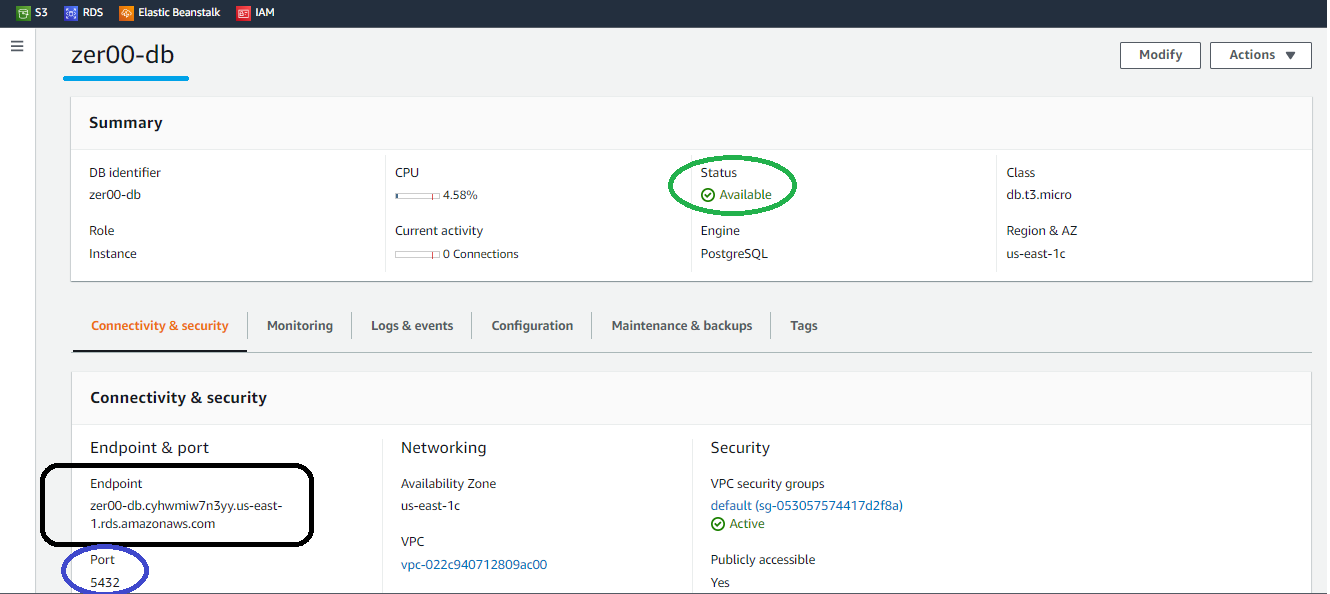 S3 RDS Elastic Beanstalk IAM
zer00-db
Modify Actions
Summary
DB identifier
zer00-db
CPU
4.58%
Status
Available
Class
db.t3.micro
Role
Instance
Current activity
0 Connections
Engine
PostgreSQL
Region & AZ
us-east-1c
Connectivity & security Monitoring Logs & events Configuration Maintenance & backups Tags
Connectivity & security
Endpoint & port
Endpoint
zer00-db.cyhwmiw7n3yy.us-east-
1.rds.amazonaws.com
Port
5432
Networking
Availability Zone
us-east-1c
VPC
vpc-022c940712809ac00
Security
VPC security groups
default (sg-053057574417d2f8a)
Active
Publicly accessible
Yes